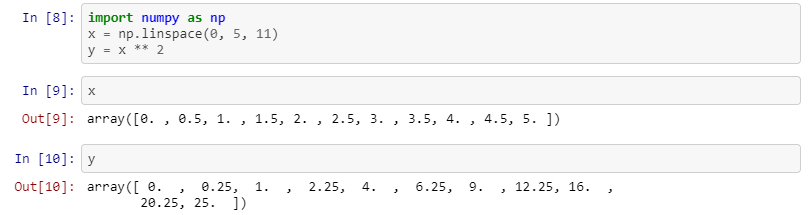 In [8]: import numpy as np
x = np.linspace(0, 5, 11)
y = x ** 2
In [9]: x
Out[9]: array([0. , 0.5, 1. , 1.5, 2. , 2.5, 3. , 3.5, 4. , 4.5, 5. ])
In [10]: y
Out[10]: array([ 0.  ,  0.25,  1.  ,  2.25,  4.  ,  6.25,  9.  , 12.25, 16.  ,
20.25, 25.  ])